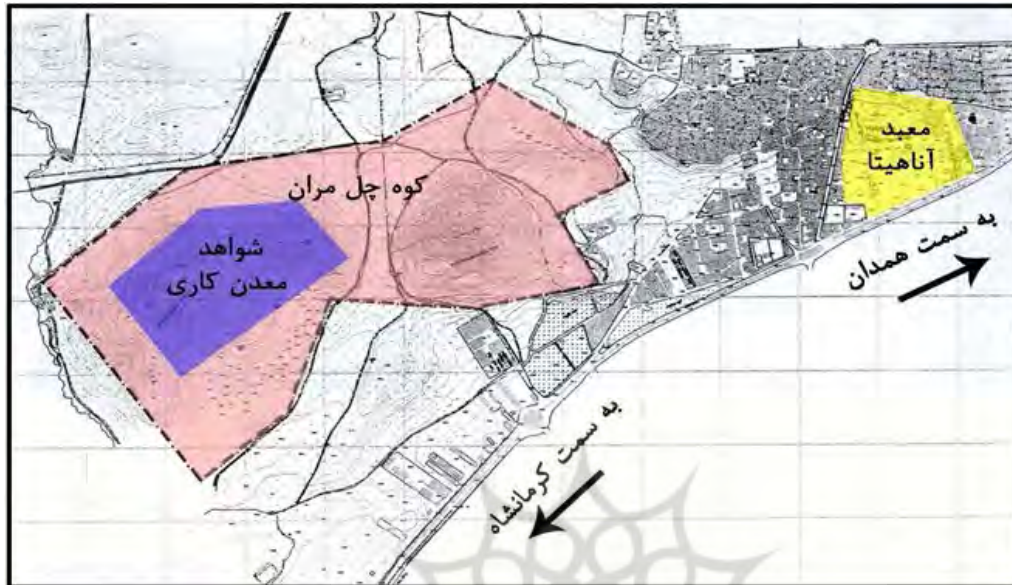 معبد
آناهیتا
کوه چل مران
شواهد
معدن کاری
به سمت همدان
به سمت کرمانشاه